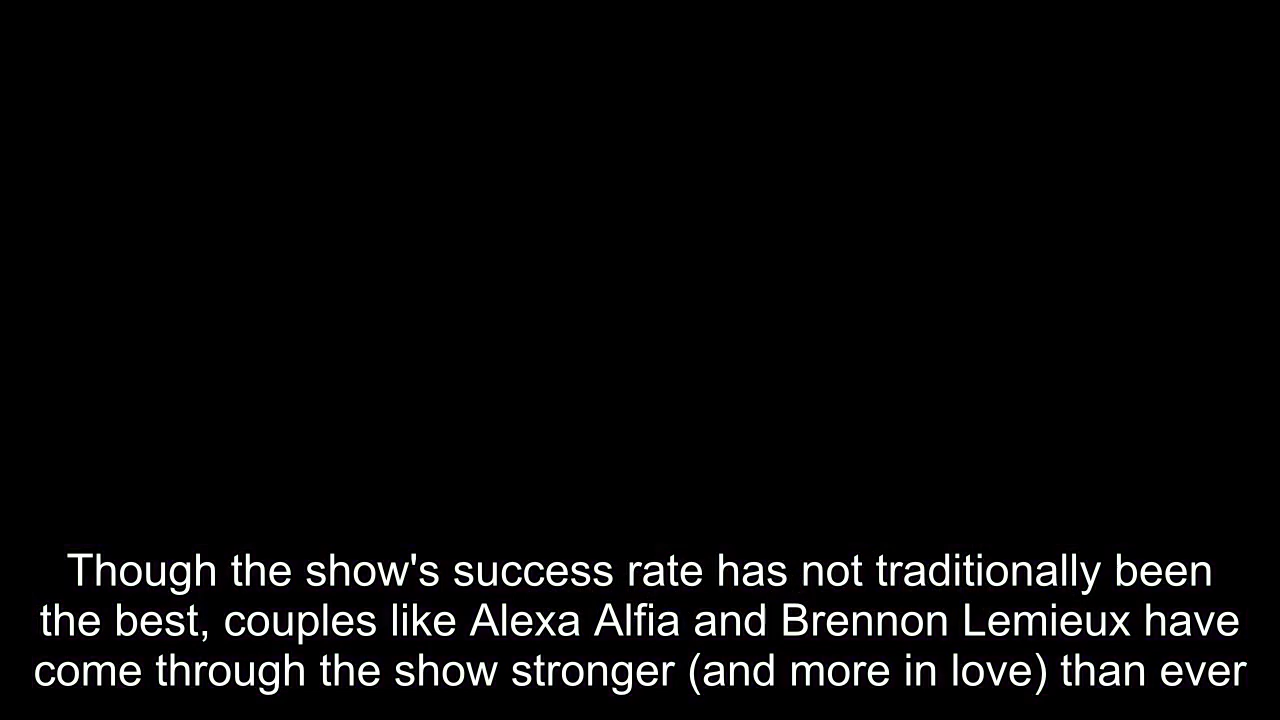 Though the show's success rate has not traditionally been
the best, couples like Alexa Alfia and Brennon Lemieux have
come through the show stronger (and more in love) than ever